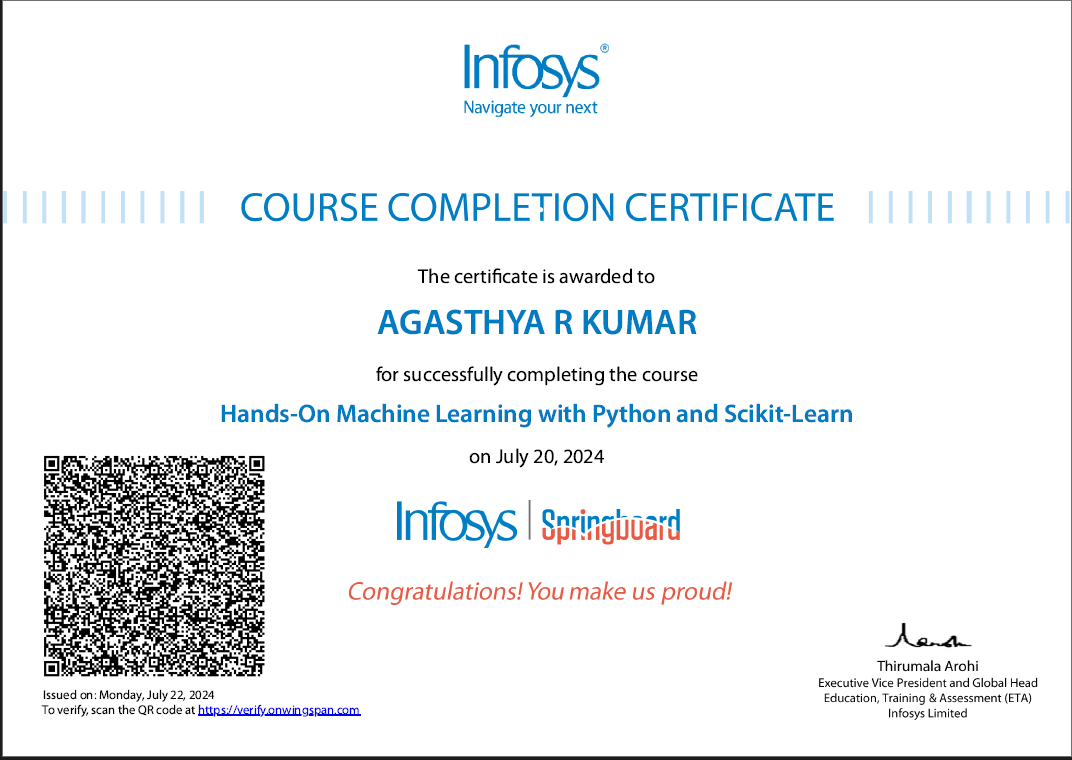 Infosys®
Navigate your next
COURSE COMPLETION CERTIFICATE
The certificate is awarded to
AGASTHYA R KUMAR
for successfully completing the course
Hands-On Machine Learning with Python and Scikit-Learn
on July 20, 2024
Infosys | Springboard
Congratulations! You make us proud!
Issued on: Monday, July 22, 2024
To verify, scan the QR code at https://verify.onwingspan.com
Thirumala Arohi
Executive Vice President and Global Head
Education, Training & Assessment (ETA)
Infosys Limited